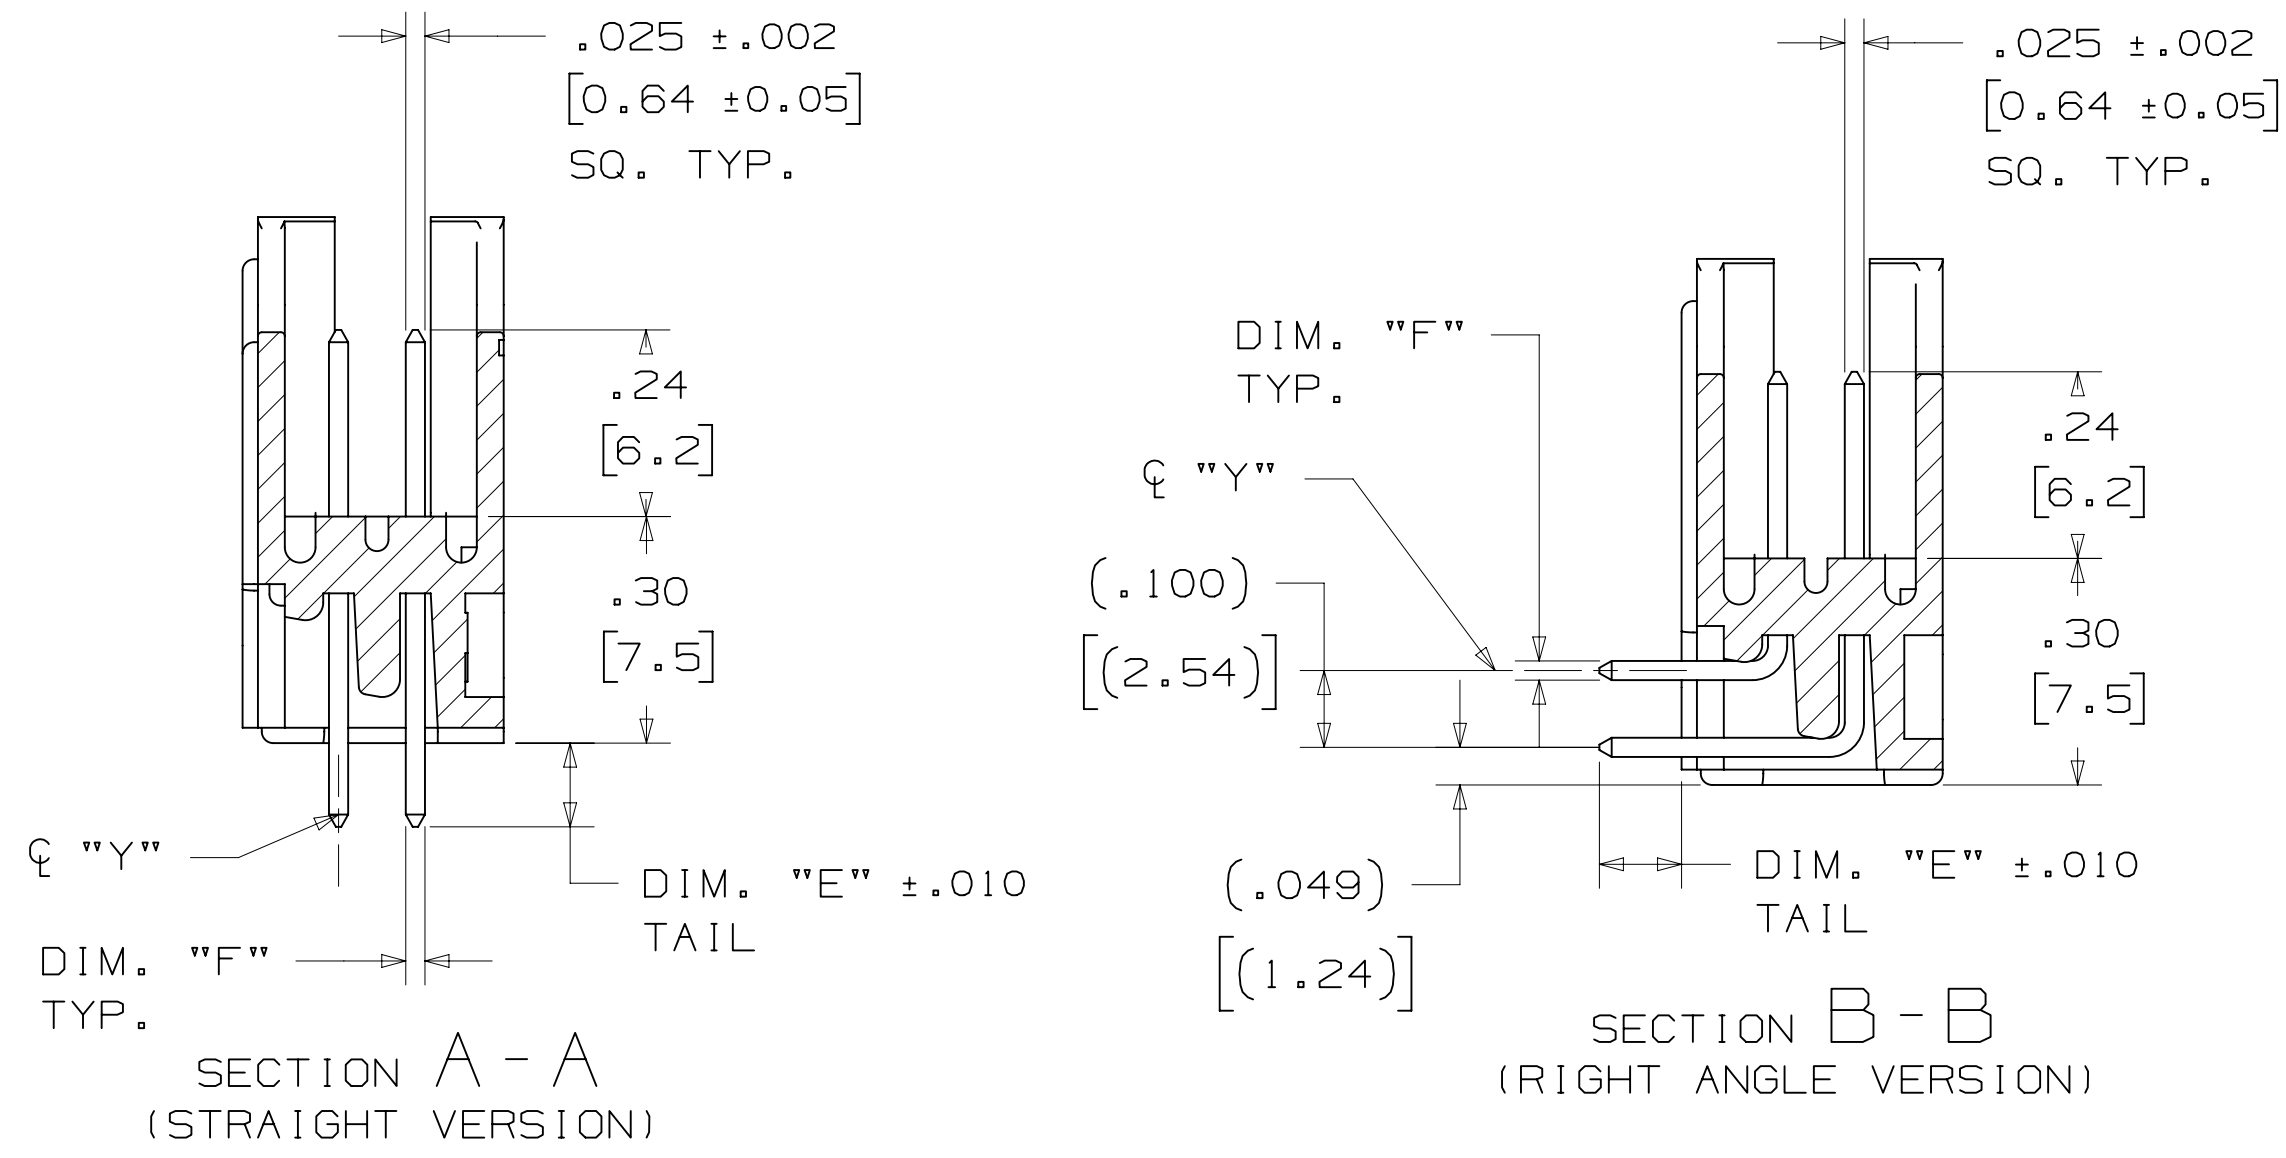 .025 ±.002
[0.64 ±0.05]
SQ. TYP.
.24
[6.2]
.30
[7.5]
℄ "Y"
DIM. "E" ±.010
TAIL
DIM. "F"
TYP.
SECTION A-A
(STRAIGHT VERSION)
.025 ±.002
[0.64 ±0.05]
SQ. TYP.
DIM. "F"
TYP.
℄ "Y"
(.100)
[(2.54)]
.24
[6.2]
.30
[7.5]
(.049)
[(1.24)]
DIM. "E" ±.010
TAIL
SECTION B-B
(RIGHT ANGLE VERSION)